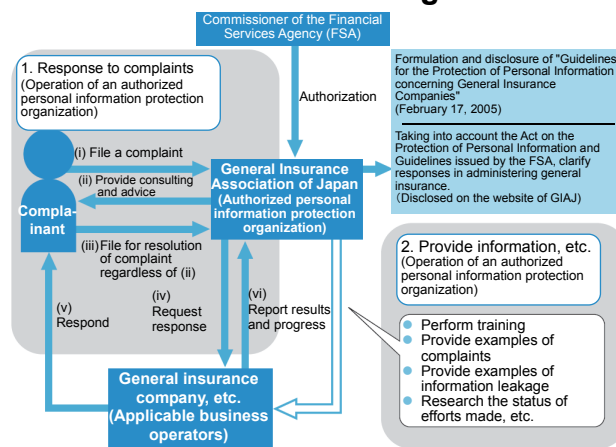 Commissioner of the Financial
Services Agency (FSA)
1. Response to complaints
(Operation of an authorized
personal information protection
organization)
Authorization
Formulation and disclosure of "Guidelines
for the Protection of Personal Information
concerning General Insurance
Companies"
(February 17, 2005)
Taking into account the Act on the
Protection of Personal Information and
Guidelines issued by the FSA, clarify
responses in administering general
insurance.
(Disclosed on the website of GIAJ)
(i) File a complaint
(ii) Provide consulting
and advice
Compla-
inant
General Insurance
Association of Japan
(Authorized personal
information protection
organization)
(iii) File for resolution
of complaint
regardless of (ii)
(v)
Respond
(iv)
Request
response
(vi)
Report results
and progress
2. Provide information, etc.
(Operation of an authorized
personal information protection
organization)
● Perform training
● Provide examples of
complaints
● Provide examples of
information leakage
● Research the status of
efforts made, etc.
General insurance
company, etc.
(Applicable business
operators)